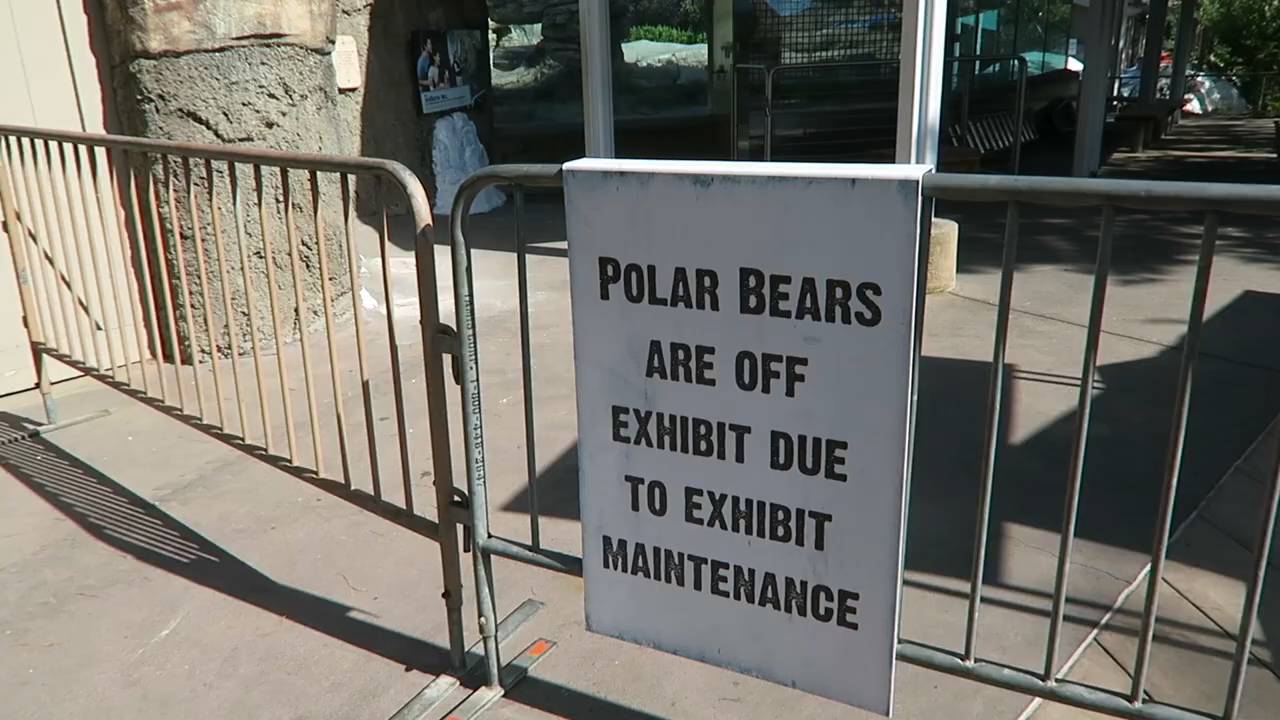 POLAR BEARS
ARE OFF
EXHIBIT DUE
TO EXHIBIT
MAINTENANCE